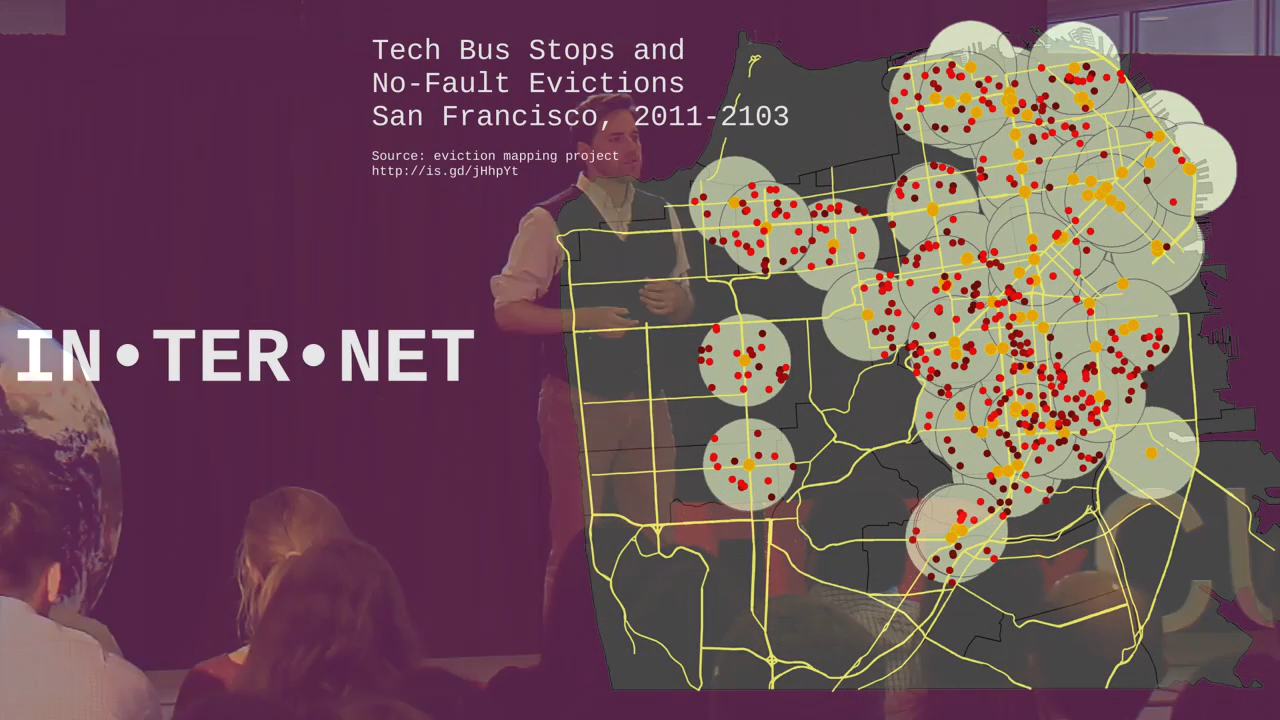 Tech Bus Stops and
No-Fault Evictions
San Francisco, 2011-2103
Source: eviction mapping project
http://is.gd/jHhpYt
IN•TER•NET